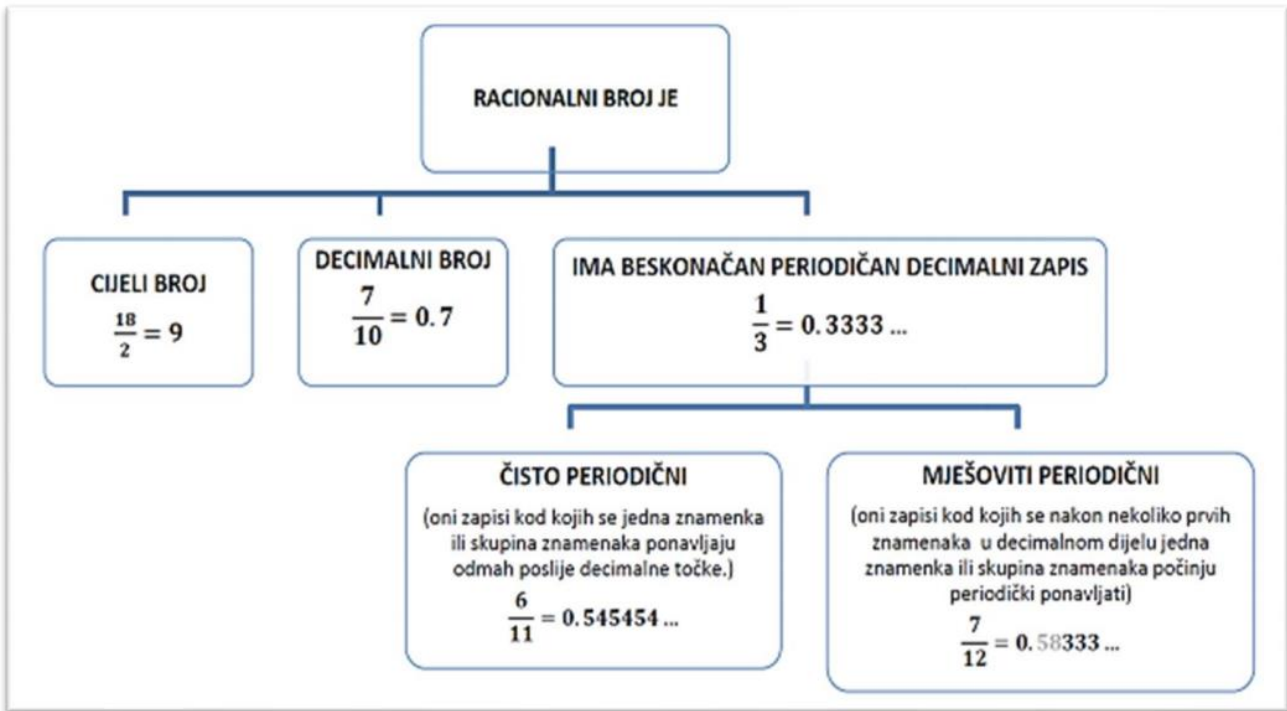 RACIONALNI BROJ JE
CIJELI BROJ
18/2 = 9
DECIMALNI BROJ
7/10 = 0.7
IMA BESKONAČAN PERIODIČAN DECIMALNI ZAPIS
1/3 = 0.3333 ...
ČISTO PERIODIČNI
(oni zapisi kod kojih se jedna znamenka
ili skupina znamenaka ponavljaju
odmah poslije decimalne točke.)
6/11 = 0.545454 ...
MJEŠOVITI PERIODIČNI
(oni zapisi kod kojih se nakon nekoliko prvih
znamenaka u decimalnom dijelu jedna
znamenka ili skupina znamenaka počinju
periodički ponavljati)
7/12 = 0.58333 ...